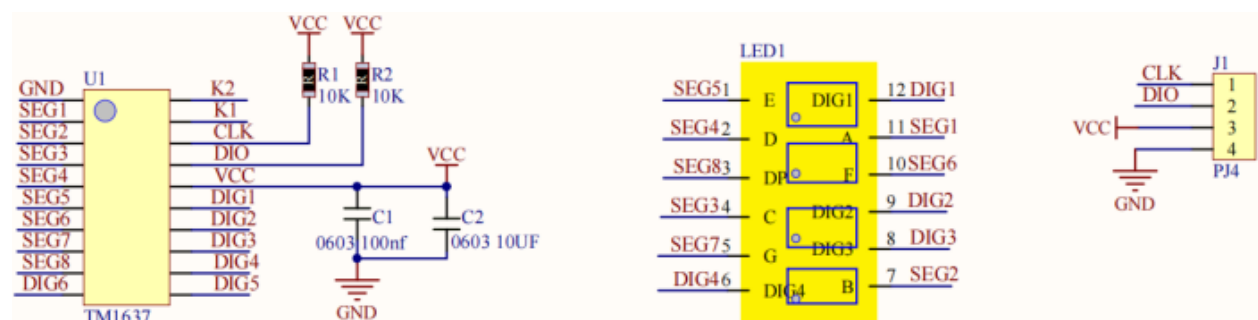 U1
GND
SEG1
SEG2
SEG3
SEG4
SEG5
SEG6
SEG7
SEG8
DIG6
K2
K1
CLK
DIO
VCC
DIG1
DIG2
DIG3
DIG4
DIG5
TM1637
VCC
VCC
R
R1
10K
R
R2
10K
VCC
C1
0603 100nf
C2
0603 10UF
GND
LED1
SEG5 1 E
SEG4 2 D
SEG8 3 DP
SEG3 4 C
SEG7 5 G
DIG4 6 DIG4
DIG1 12 DIG1
A 11 SEG1
F 10 SEG6
DIG2 9 DIG2
DIG3 8 DIG3
B 7 SEG2
J1
CLK 1
DIO 2
VCC 3
4
PJ4
GND